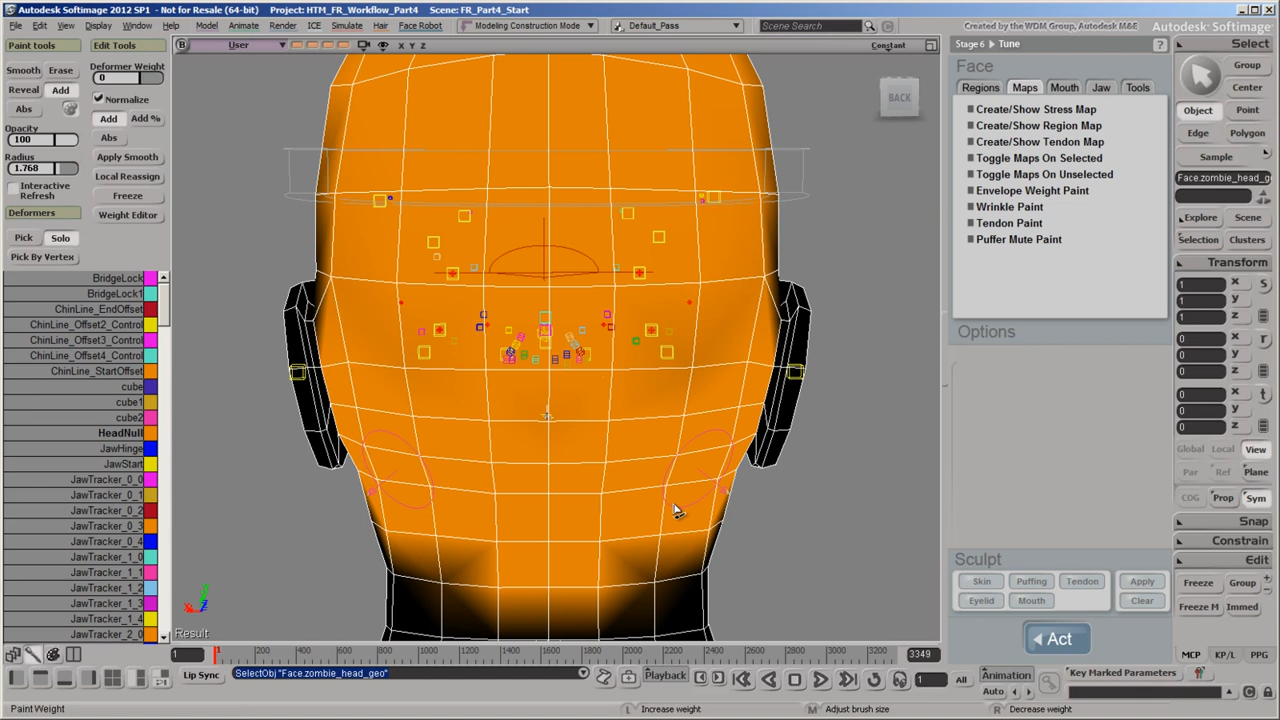 Autodesk Softimage 2012 SP1 - Not for Resale (64-bit) Project: HTM_FR_Workflow_Part4 Scene: FR_Part4_Start
File Edit View Display Window Help Model Animate Render ICE Simulate Hair Face Robot Modeling Construction Mode Default_Pass Scene Search Created by the WDM Group, Autodesk M&E Autodesk Softimage
Paint tools Edit Tools B User X Y Z Constant Stage 6 Tune ? Select
Smooth Erase Deformer Weight Face Group
0
Reveal Add Regions Maps Mouth Jaw Tools Center
Abs Normalize Create/Show Stress Map Object Point
Opacity Add Add % Create/Show Region Map Edge Polygon
100 Abs Create/Show Tendon Map Sample
Radius Apply Smooth Toggle Maps On Selected
1.768 Local Reassign Toggle Maps On Unselected Face.zombie_head_g
Interactive Refresh Freeze Envelope Weight Paint
Deformers Weight Editor Wrinkle Paint Explore Scene
Pick Solo Tendon Paint Selection Clusters
Pick By Vertex Puffer Mute Paint Transform
BACK
BridgeLock 1 x S
BridgeLock1 1 y
ChinLine_EndOffset 1 z
ChinLine_Offset2_Control Options 0 x r
ChinLine_Offset3_Control 0 y
ChinLine_Offset4_Control 0 z
ChinLine_StartOffset 0 x t
cube 0 y
cube1 0 z
cube2 Global Local View
HeadNull Par Ref Plane
JawHinge COG Prop Sym
JawStart Snap
JawTracker_0_0 Constrain
JawTracker_0_1 Edit
JawTracker_0_2 Sculpt
JawTracker_0_3 Skin Puffing Tendon Apply Freeze Group
JawTracker_0_4 Eyelid Mouth Clear Freeze M Immed
JawTracker_1_0
JawTracker_1_1
JawTracker_1_2
JawTracker_1_3
JawTracker_1_4 Act
JawTracker_2_0 Result
1 1 200 400 600 800 1000 1200 1400 1600 1800 2000 2200 2400 2600 2800 3000 3200 3349 MCP KP/L PPG
Lip Sync SelectObj "Face.zombie_head_geo" Playback 1 All Animation Key Marked Parameters
Auto
Paint Weight L Increase weight M Adjust brush size R Decrease weight